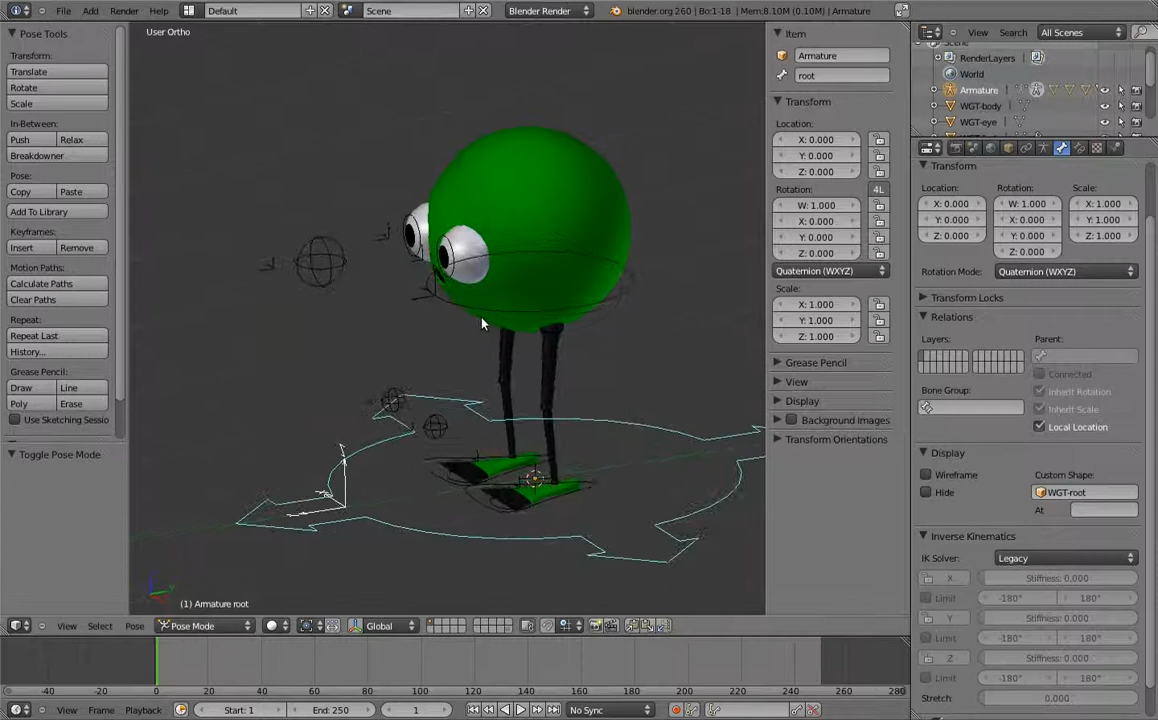 Add
Render
Help
Default
Scene
Blender Render
blender.org 260 | Bo:1-18 | Mem:8.10M (0.10M) | Armature
Pose Tools
Transform:
Translate
Rotate
Scale
In-Between:
Push
Relax
Breakdowner
Pose:
Copy
Paste
Add To Library
Keyframes:
Insert
Remove
Motion Paths:
Calculate Paths
Clear Paths
Repeat:
Repeat Last
History...
Grease Pencil:
Draw
Line
Poly
Erase
Use Sketching Sessio
Toggle Pose Mode
User Ortho
(1) Armature root
Item
Armature
root
Transform
Location:
X: 0.000
Y: 0.000
Z: 0.000
Rotation:
4L
W: 1.000
X: 0.000
Y: 0.000
Z: 0.000
Quaternion (WXYZ)
Scale:
X: 1.000
Y: 1.000
Z: 1.000
Grease Pencil
View
Display
Background Images
Transform Orientations
View
Search
All Scenes
Scene
RenderLayers
World
Armature
WGT-body
WGT-eye
Transform
Location:
Rotation:
Scale:
X: 0.000
W: 1.000
X: 1.000
Y: 0.000
X: 0.000
Y: 1.000
Z: 0.000
Y: 0.000
Z: 1.000
Z: 0.000
Rotation Mode:
Quaternion (WXYZ)
Transform Locks
Relations
Layers:
Parent:
Connected
Bone Group:
Inherit Rotation
Inherit Scale
Local Location
Display
Wireframe
Custom Shape:
Hide
WGT-root
At
Inverse Kinematics
IK Solver:
Legacy
X
Stiffness: 0.000
Limit
-180°
180°
Y
Stiffness: 0.000
Limit
-180°
180°
Z
Stiffness: 0.000
Limit
-180°
180°
Stretch:
0.000
View
Select
Pose
Pose Mode
Global
-40
-20
0
20
40
60
80
100
120
140
160
180
200
220
240
260
280
View
Frame
Playback
Start: 1
End: 250
1
No Sync